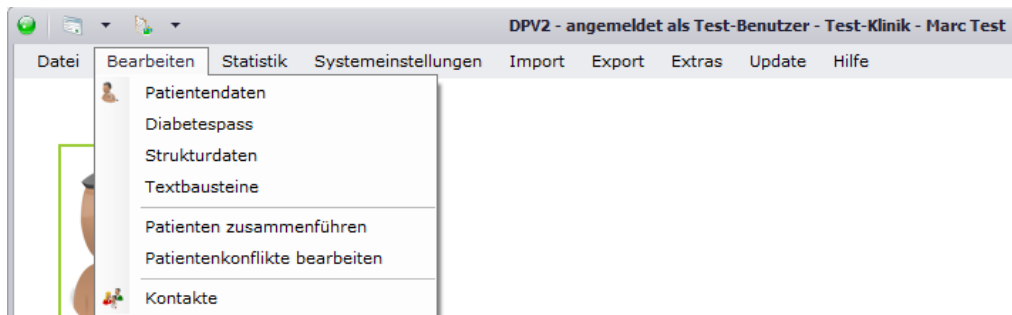 DPV2 - angemeldet als Test-Benutzer - Test-Klinik - Marc Test
Datei Bearbeiten Statistik Systemeinstellungen Import Export Extras Update Hilfe
Patientendaten
Diabetespass
Strukturdaten
Textbausteine
Patienten zusammenführen
Patientenkonflikte bearbeiten
Kontakte